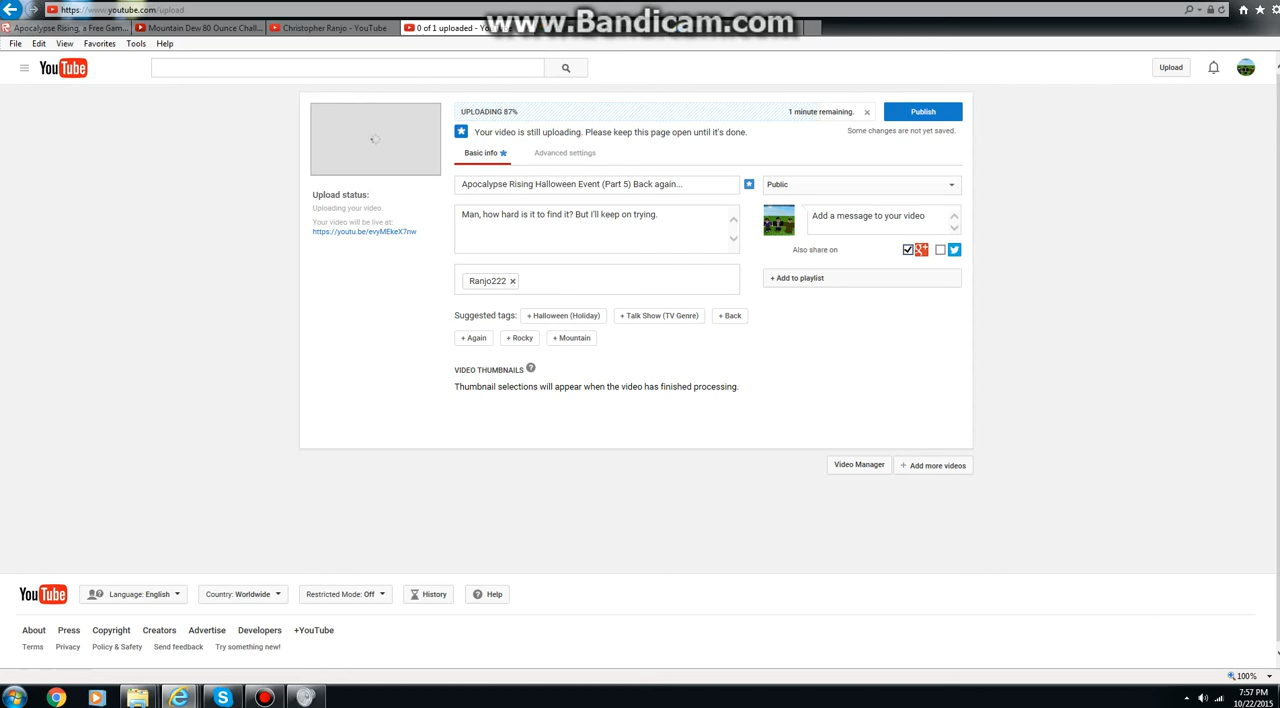 https://www.youtube.com/upload
www.Bandicam.com
Apocalypse Rising, a Free Gam...
Mountain Dew 80 Ounce Chall...
Christopher Ranjo - YouTube
0 of 1 uploaded - Yo
File Edit View Favorites Tools Help
YouTube
Upload
UPLOADING 87%
1 minute remaining.
Publish
Your video is still uploading. Please keep this page open until it's done.
Some changes are not yet saved.
Basic info
Advanced settings
Upload status:
Uploading your video.
Your video will be live at:
https://youtu.be/evyMEkeX7nw
Apocalypse Rising Halloween Event (Part 5) Back again...
Public
Man, how hard is it to find it? But I'll keep on trying.
Add a message to your video
Also share on
Ranjo222
+ Add to playlist
Suggested tags: + Halloween (Holiday) + Talk Show (TV Genre) + Back
+ Again + Rocky + Mountain
VIDEO THUMBNAILS ?
Thumbnail selections will appear when the video has finished processing.
Video Manager
+ Add more videos
YouTube
Language: English
Country: Worldwide
Restricted Mode: Off
History
Help
About Press Copyright Creators Advertise Developers +YouTube
Terms Privacy Policy & Safety Send feedback Try something new!
100%
7:57 PM
10/22/2015